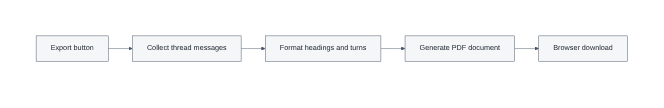 Export button
Collect thread messages
Format headings and turns
Generate PDF document
Browser download